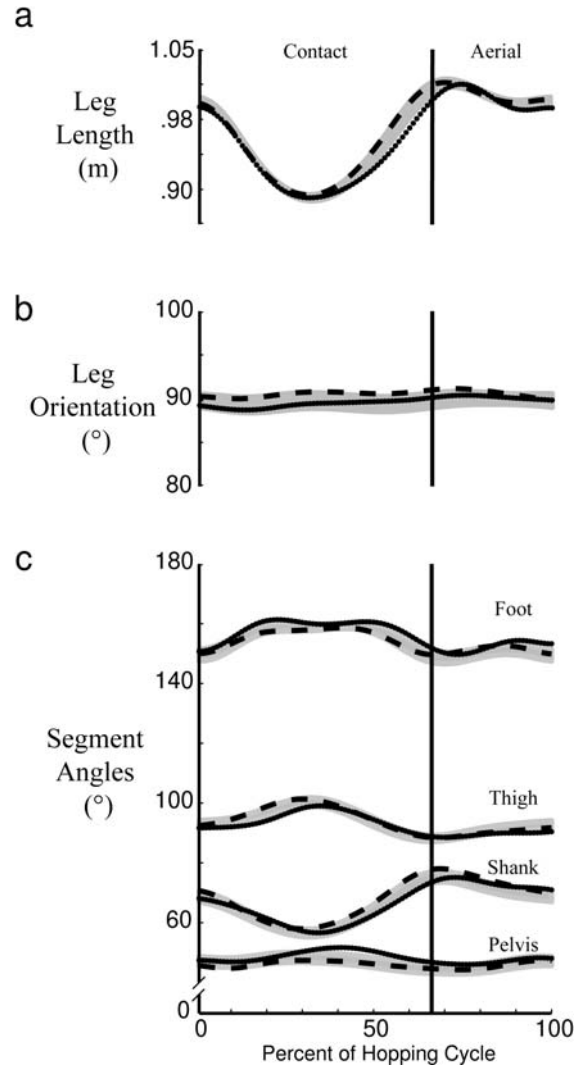 a
1.05
Contact
Aerial
Leg
Length
(m)
.98
.90
b
100
Leg
Orientation
(°)
90
80
c
180
Foot
140
Segment
Angles
(°)
Thigh
100
Shank
60
Pelvis
0
0
50
100
Percent of Hopping Cycle